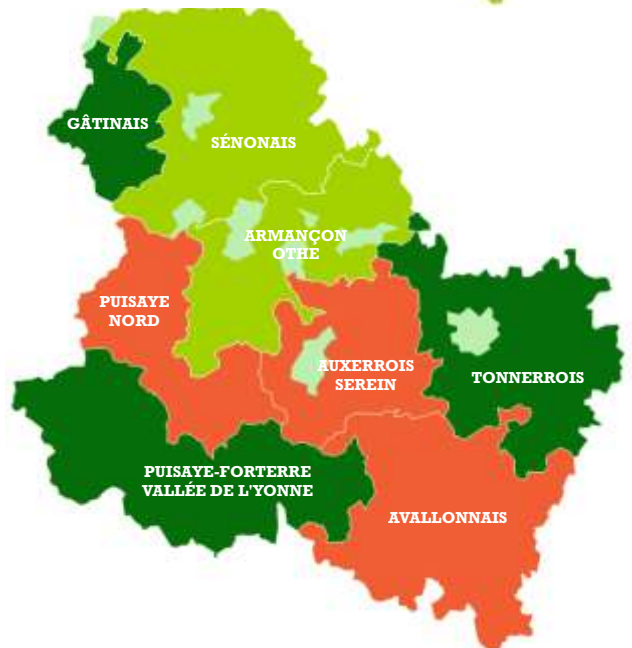 GÂTINAIS
SÉNONAIS
ARMANÇON
OTHE
PUISAYE
NORD
AUXERROIS
SEREIN
TONNERROIS
PUISAYE-FORTERRE
VALLÉE DE L'YONNE
AVALLONNAIS